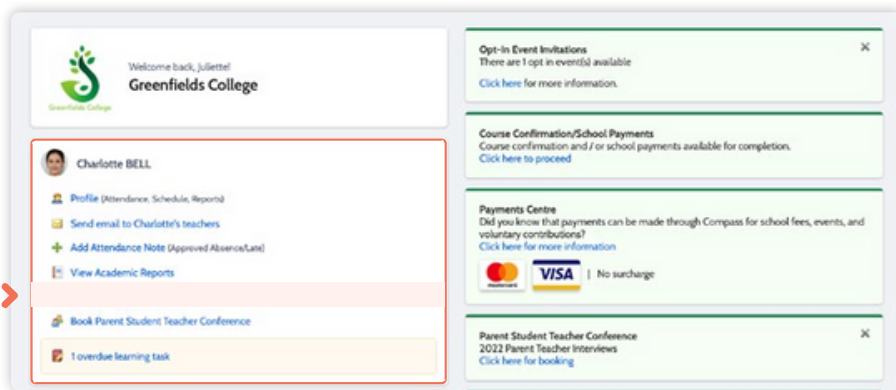 Welcome back, Juliette!
Greenfields College
Greenfields College
Charlotte BELL
Profile (Attendance, Schedule, Reports)
Send email to Charlotte's teachers
Add Attendance Note (Approved Absence/Late)
View Academic Reports
Book Parent Student Teacher Conference
1 overdue learning task
Opt-In Event Invitations
There are 1 opt in event(s) available
Click here for more information.
Course Confirmation/School Payments
Course confirmation and / or school payments available for completion.
Click here to proceed
Payments Centre
Did you know that payments can be made through Compass for school fees, events, and
voluntary contributions?
Click here for more information
mastercard VISA | No surcharge
Parent Student Teacher Conference
2022 Parent Teacher Interviews
Click here for booking